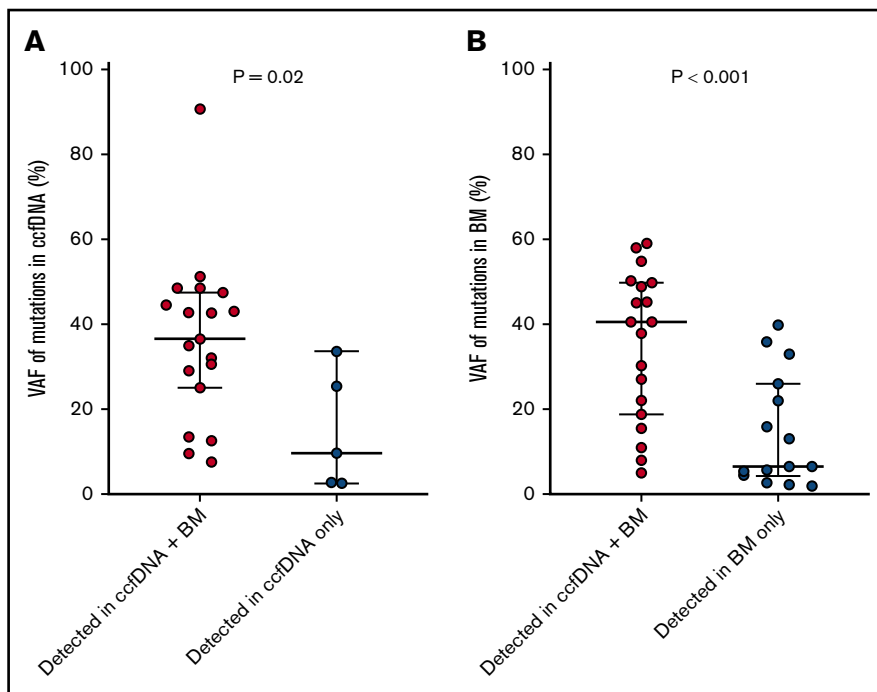 A
P = 0.02
VAF of mutations in ccfDNA (%)
100
80
60
40
20
0
Detected in ccfDNA + BM
Detected in ccfDNA only
B
P < 0.001
VAF of mutations in BM (%)
100
80
60
40
20
0
Detected in ccfDNA + BM
Detected in BM only